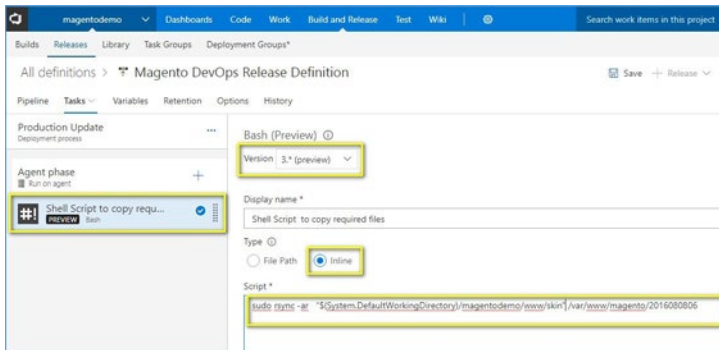 magentodemo Dashboards Code Work Build and Release Test Wiki Search work items in this project
Builds Releases Library Task Groups Deployment Groups*
All definitions > Magento DevOps Release Definition Save + Release
Pipeline Tasks Variables Retention Options History
Production Update ...
Deployment process
Bash (Preview)
Version 3.* (preview)
Agent phase +
Run on agent
Display name *
#! Shell Script to copy requ...
PREVIEW Bash
Shell Script to copy required files
Type
File Path Inline
Script *
sudo rsync -ar "$(System.DefaultWorkingDirectory)/magentodemo/www/skin" /var/www/magento/2016080806